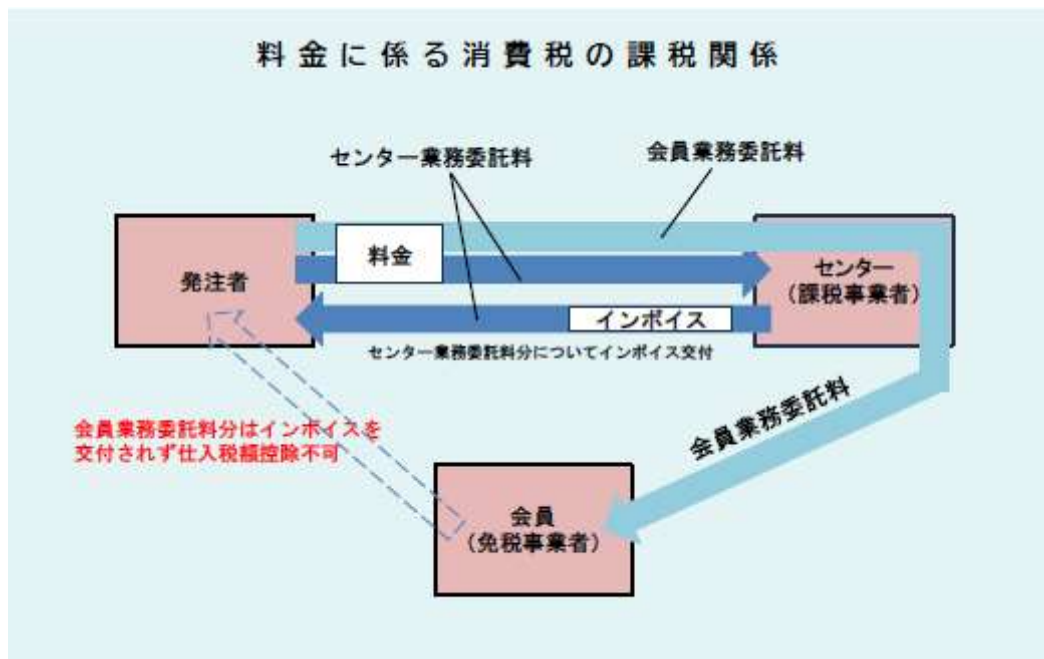 料金に係る消費税の課税関係
センター業務委託料
会員業務委託料
発注者
料金
センター
（課税事業者）
インボイス
センター業務委託料分についてインボイス交付
会員業務委託料
会員業務委託料分はインボイスを
交付されず仕入税額控除不可
会員
（免税事業者）